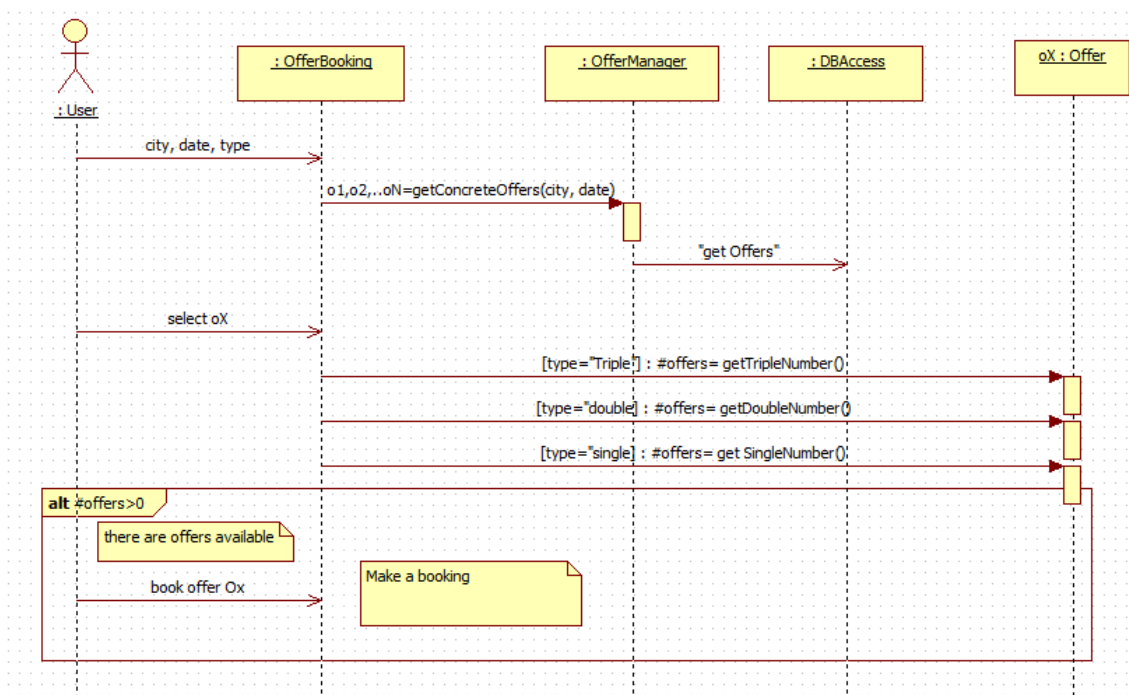 : OfferBooking
: OfferManager
: DBAccess
oX : Offer
: User
city, date, type
o1,o2,..oN=getConcreteOffers(city, date)
"get Offers"
select oX
[type="Triple"] : #offers= getTripleNumber()
[type="double] : #offers= getDoubleNumber()
[type="single] : #offers= get SingleNumber()
alt #offers>0
there are offers available
Make a booking
book offer Ox